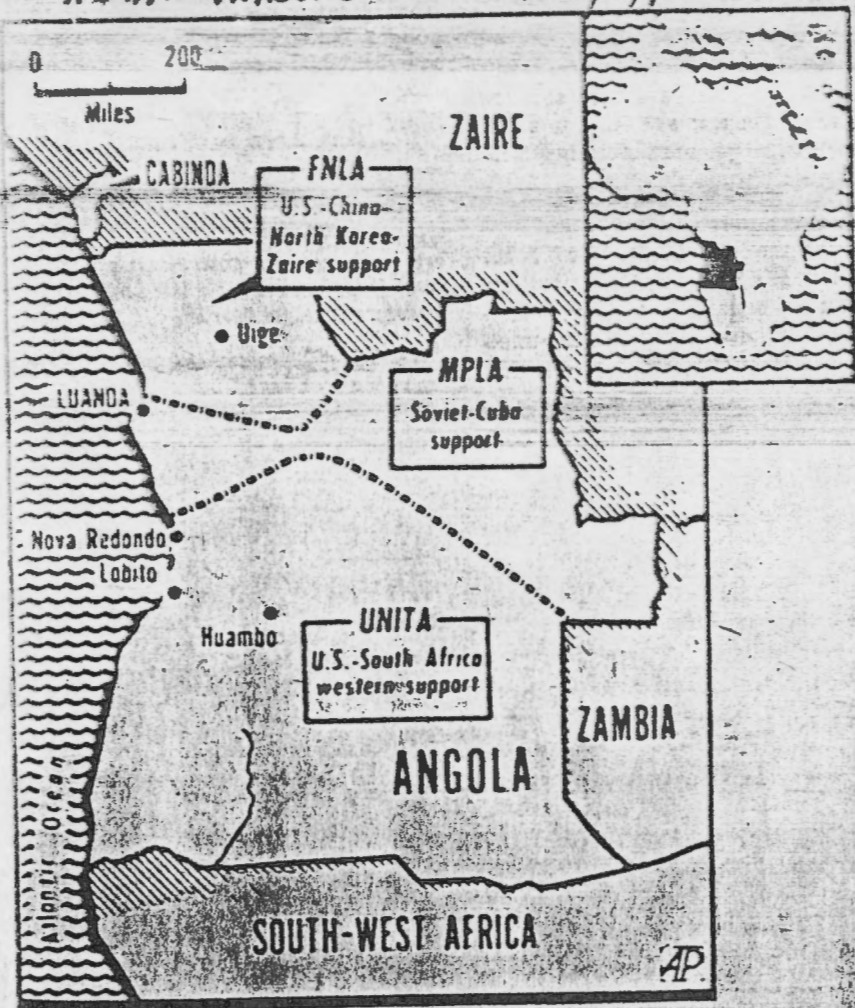 0 200
Miles
ZAIRE
CABINDA
FNLA
U.S.-China-
North Korea-
Zaire support
Uige
MPLA
Soviet-Cuba
support
LUANDA
Nova Redondo
Lobito
Huambo
UNITA
U.S.-South Africa
western support
ZAMBIA
ANGOLA
Atlantic Ocean
SOUTH-WEST AFRICA
AP